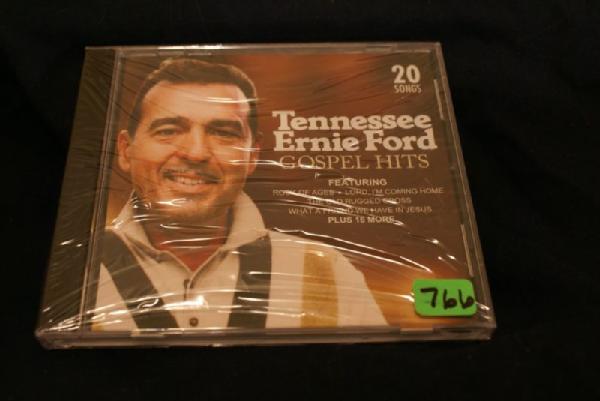 20
SONGS
Tennessee
Ernie Ford
GOSPEL HITS
FEATURING
ROCK OF AGES • LORD, I'M COMING HOME
THE OLD RUGGED CROSS
WHAT A FRIEND WE HAVE IN JESUS
PLUS 16 MORE
766